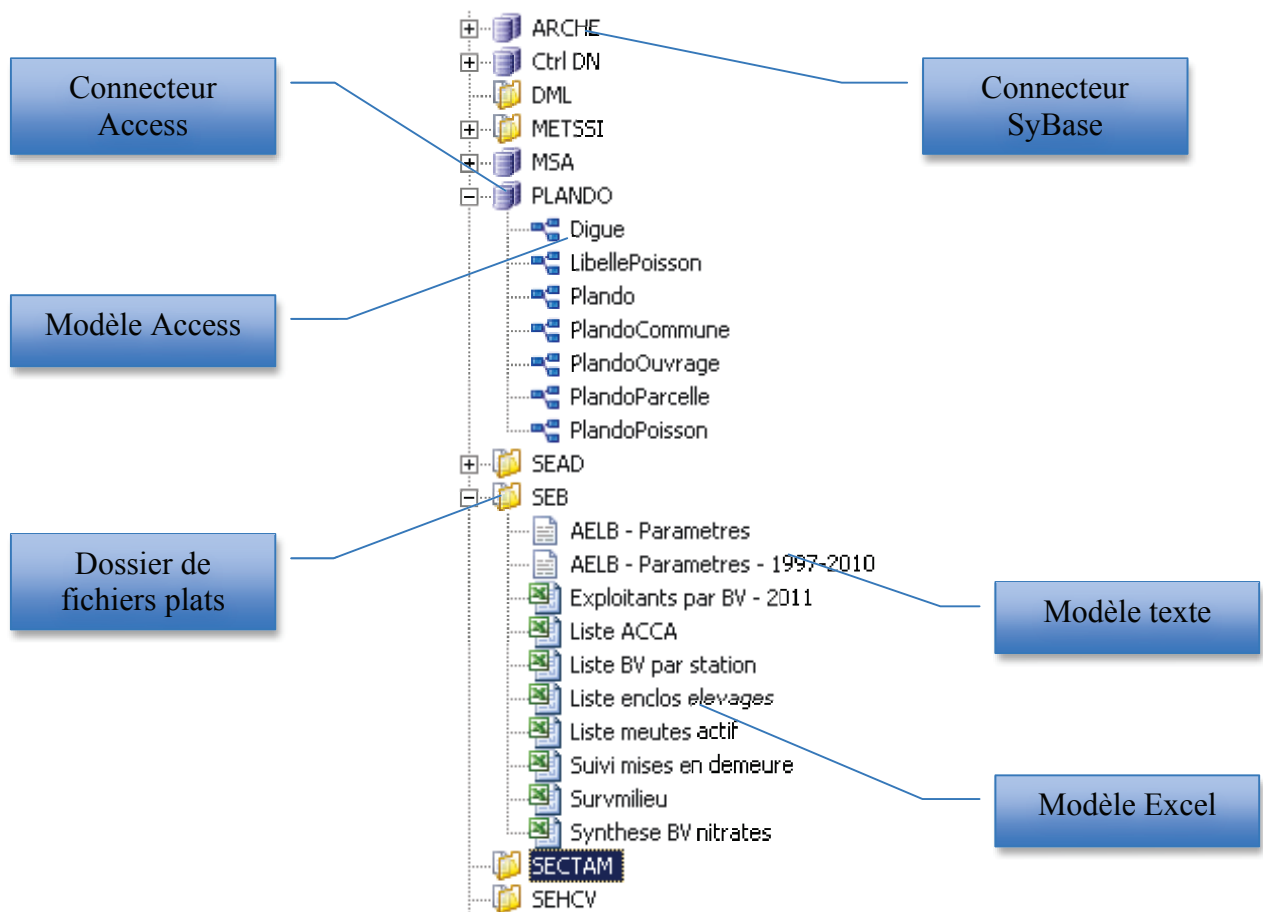 ARCHE
Ctrl DN
DML
METSSI
MSA
PLANDO
Digue
LibellePoisson
Plando
PlandoCommune
PlandoOuvrage
PlandoParcelle
PlandoPoisson
SEAD
SEB
AELB - Parametres
AELB - Parametres - 1997-2010
Exploitants par BV - 2011
Liste ACCA
Liste BV par station
Liste enclos elevages
Liste meutes actif
Suivi mises en demeure
Survmilieu
Synthese BV nitrates
SECTAM
SEHCV
Connecteur
Access
Modèle Access
Dossier de
fichiers plats
Connecteur
SyBase
Modèle texte
Modèle Excel